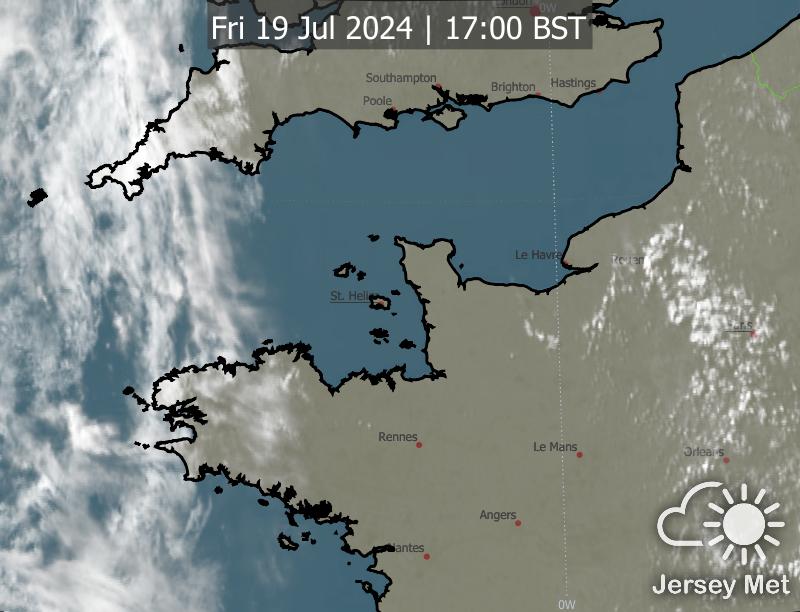 London
0W
Fri 19 Jul 2024 | 17:00 BST
Southampton
Brighton
Hastings
Poole
Le Havre
Rouen
St. Helier
Rennes
Le Mans
Orleans
Angers
Nantes
Jersey Met
0W